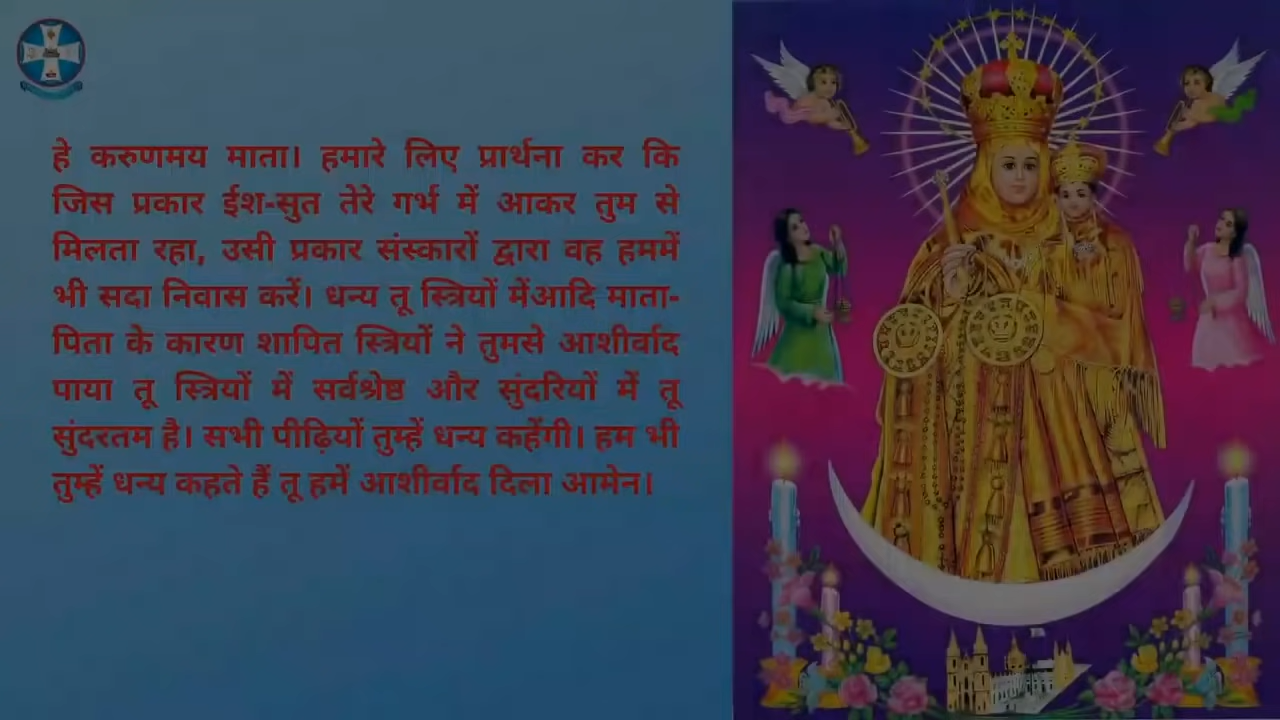 हे करुणमय माता। हमारे लिए प्रार्थना कर कि
जिस प्रकार ईश-सुत तेरे गर्भ में आकर तुम से
मिलता रहा, उसी प्रकार संस्कारों द्वारा वह हममें
भी सदा निवास करें। धन्य तू स्त्रियों मेंआदि माता-
पिता के कारण शापित स्त्रियों ने तुमसे आशीर्वाद
पाया तू स्त्रियों में सर्वश्रेष्ठ और सुंदरियों में तू
सुंदरतम है। सभी पीढ़ियों तुम्हें धन्य कहेंगी। हम भी
तुम्हें धन्य कहते हैं तू हमें आशीर्वाद दिला आमेन।